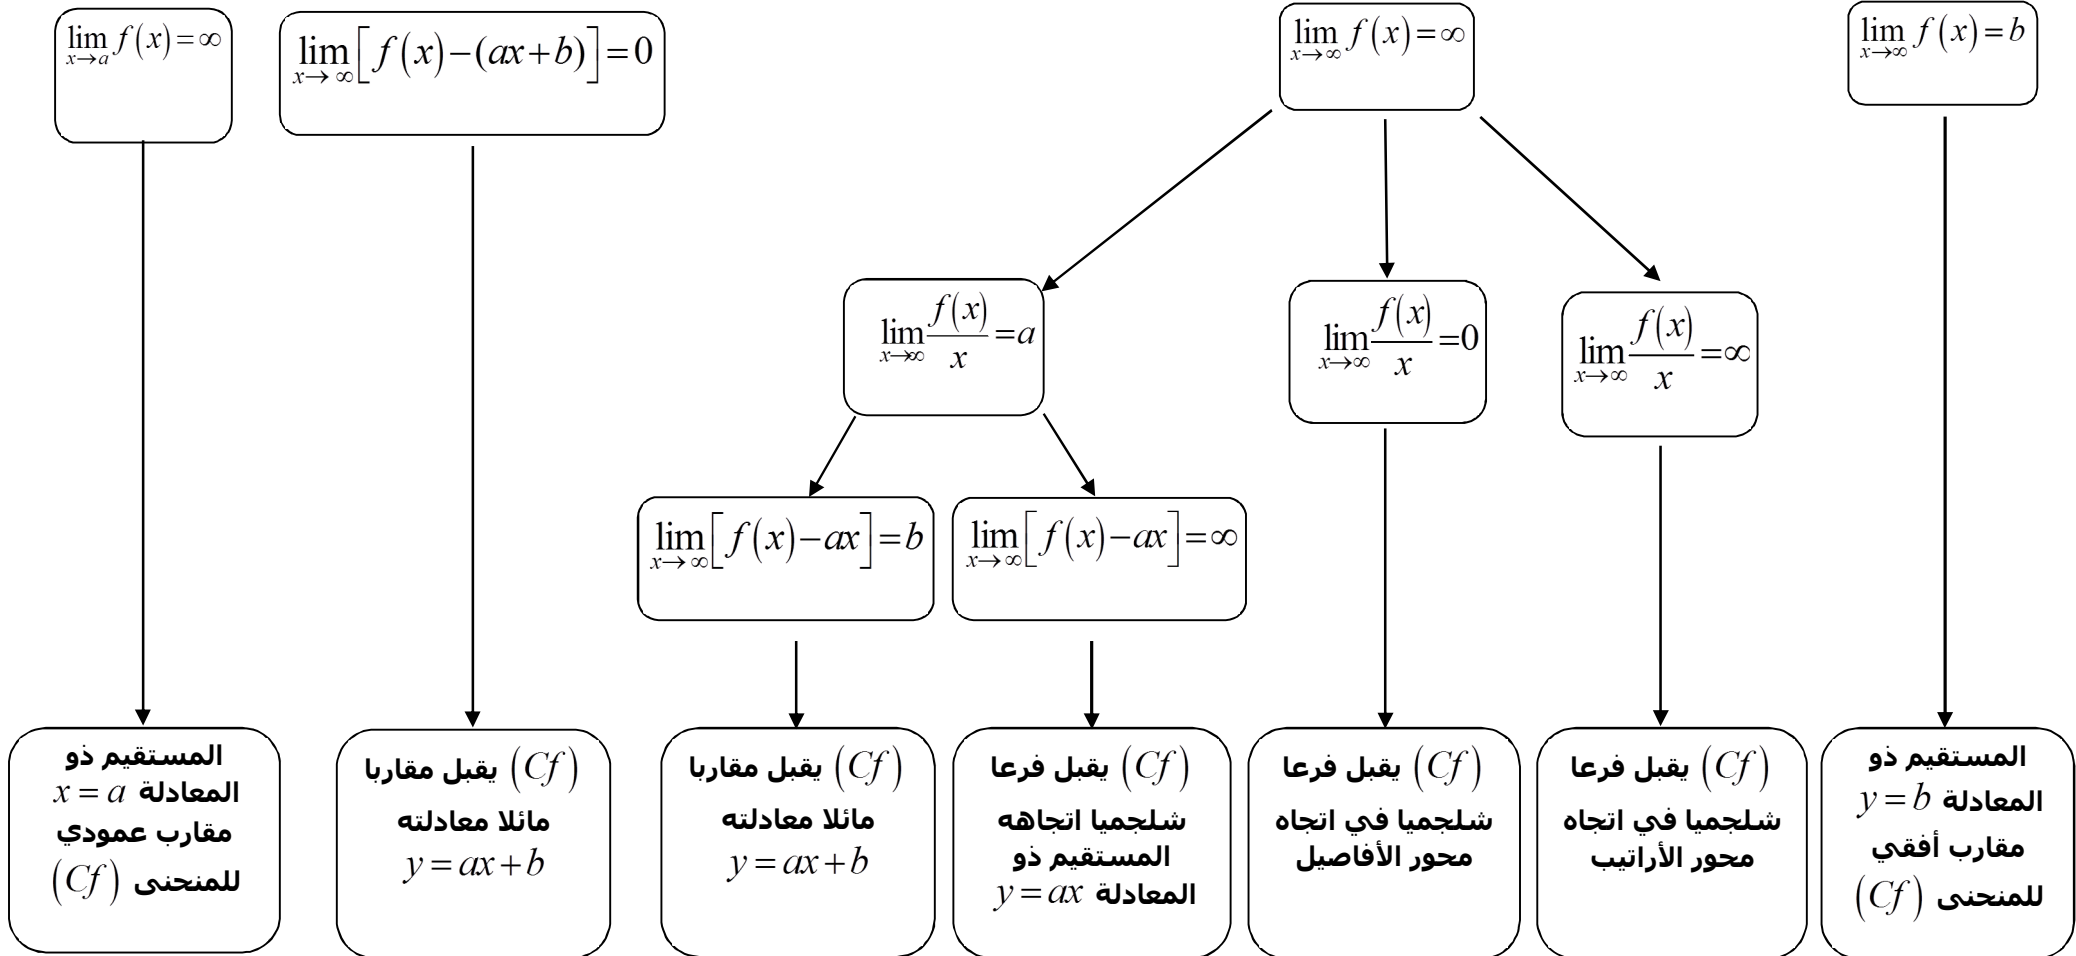 lim_{x→a} f(x)=∞
lim_{x→ ∞}[f(x)−(ax+b)]=0
lim_{x→∞} f(x)=∞
lim_{x→∞} f(x)=b
lim_{x→∞} f(x)/x =a
lim_{x→∞} f(x)/x =0
lim_{x→∞} f(x)/x =∞
lim_{x→ ∞}[f(x)−ax]=b
lim_{x→ ∞}[f(x)−ax]=∞
المستقيم ذو
المعادلة x = a
مقارب عمودي
للمنحنى (Cf)
(Cf) يقبل مقاربا
مائلا معادلته
y = ax+b
(Cf) يقبل مقاربا
مائلا معادلته
y = ax+b
(Cf) يقبل فرعا
شلجميا اتجاهه
المستقيم ذو
المعادلة y = ax
(Cf) يقبل فرعا
شلجميا في اتجاه
محور الأفاصيل
(Cf) يقبل فرعا
شلجميا في اتجاه
محور الأراتيب
المستقيم ذو
المعادلة y = b
مقارب أفقي
للمنحنى (Cf)